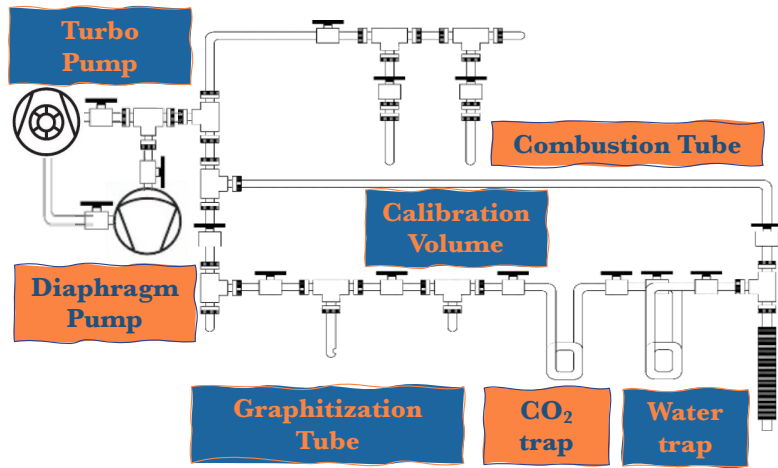 Turbo
Pump
Combustion Tube
Calibration
Volume
Diaphragm
Pump
Graphitization
Tube
CO₂
trap
Water
trap